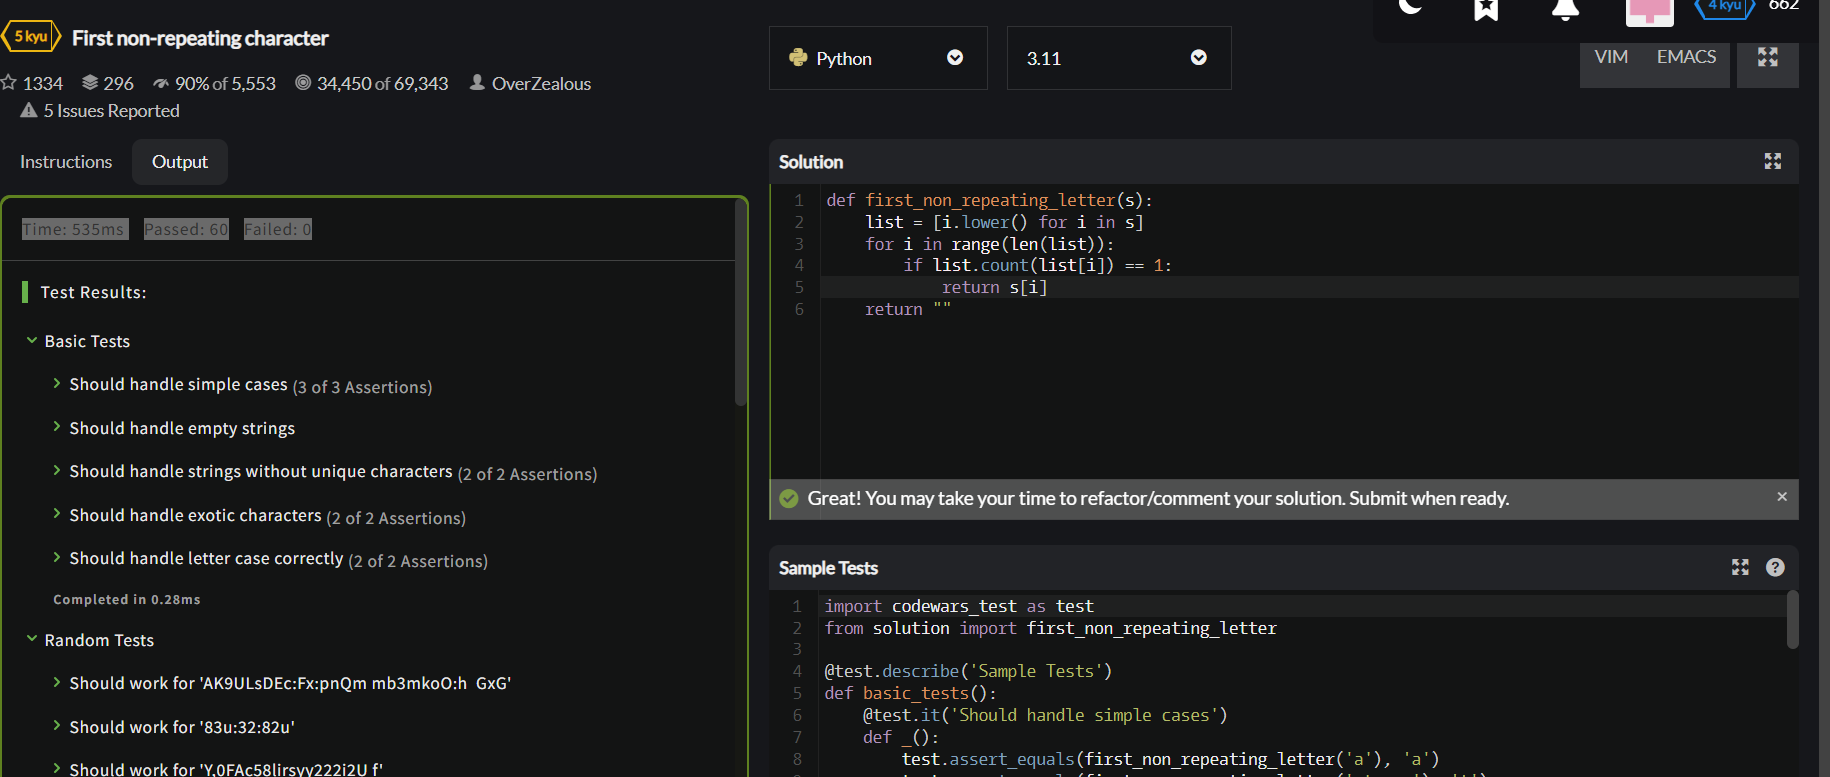 5 kyu First non-repeating character
1334 296 90% of 5,553 34,450 of 69,343 OverZealous
5 Issues Reported
Python 3.11
4 kyu 662
VIM EMACS
Instructions Output
Time: 535ms Passed: 60 Failed: 0
Test Results:
Basic Tests
Should handle simple cases (3 of 3 Assertions)
Should handle empty strings
Should handle strings without unique characters (2 of 2 Assertions)
Should handle exotic characters (2 of 2 Assertions)
Should handle letter case correctly (2 of 2 Assertions)
Completed in 0.28ms
Random Tests
Should work for 'AK9ULsDEc:Fx:pnQm mb3mkoO:h  GxG'
Should work for '83u:32:82u'
Should work for 
Solution
1 def first_non_repeating_letter(s):
2     list = [i.lower() for i in s]
3     for i in range(len(list)):
4         if list.count(list[i]) == 1:
5             return s[i]
6     return ""
Great! You may take your time to refactor/comment your solution. Submit when ready. ×
Sample Tests ?
1 import codewars_test as test
2 from solution import first_non_repeating_letter
3
4 @test.describe('Sample Tests')
5 def basic_tests():
6     @test.it('Should handle simple cases')
7     def _():
8         test.assert_equals(first_non_repeating_letter('a'), 'a')